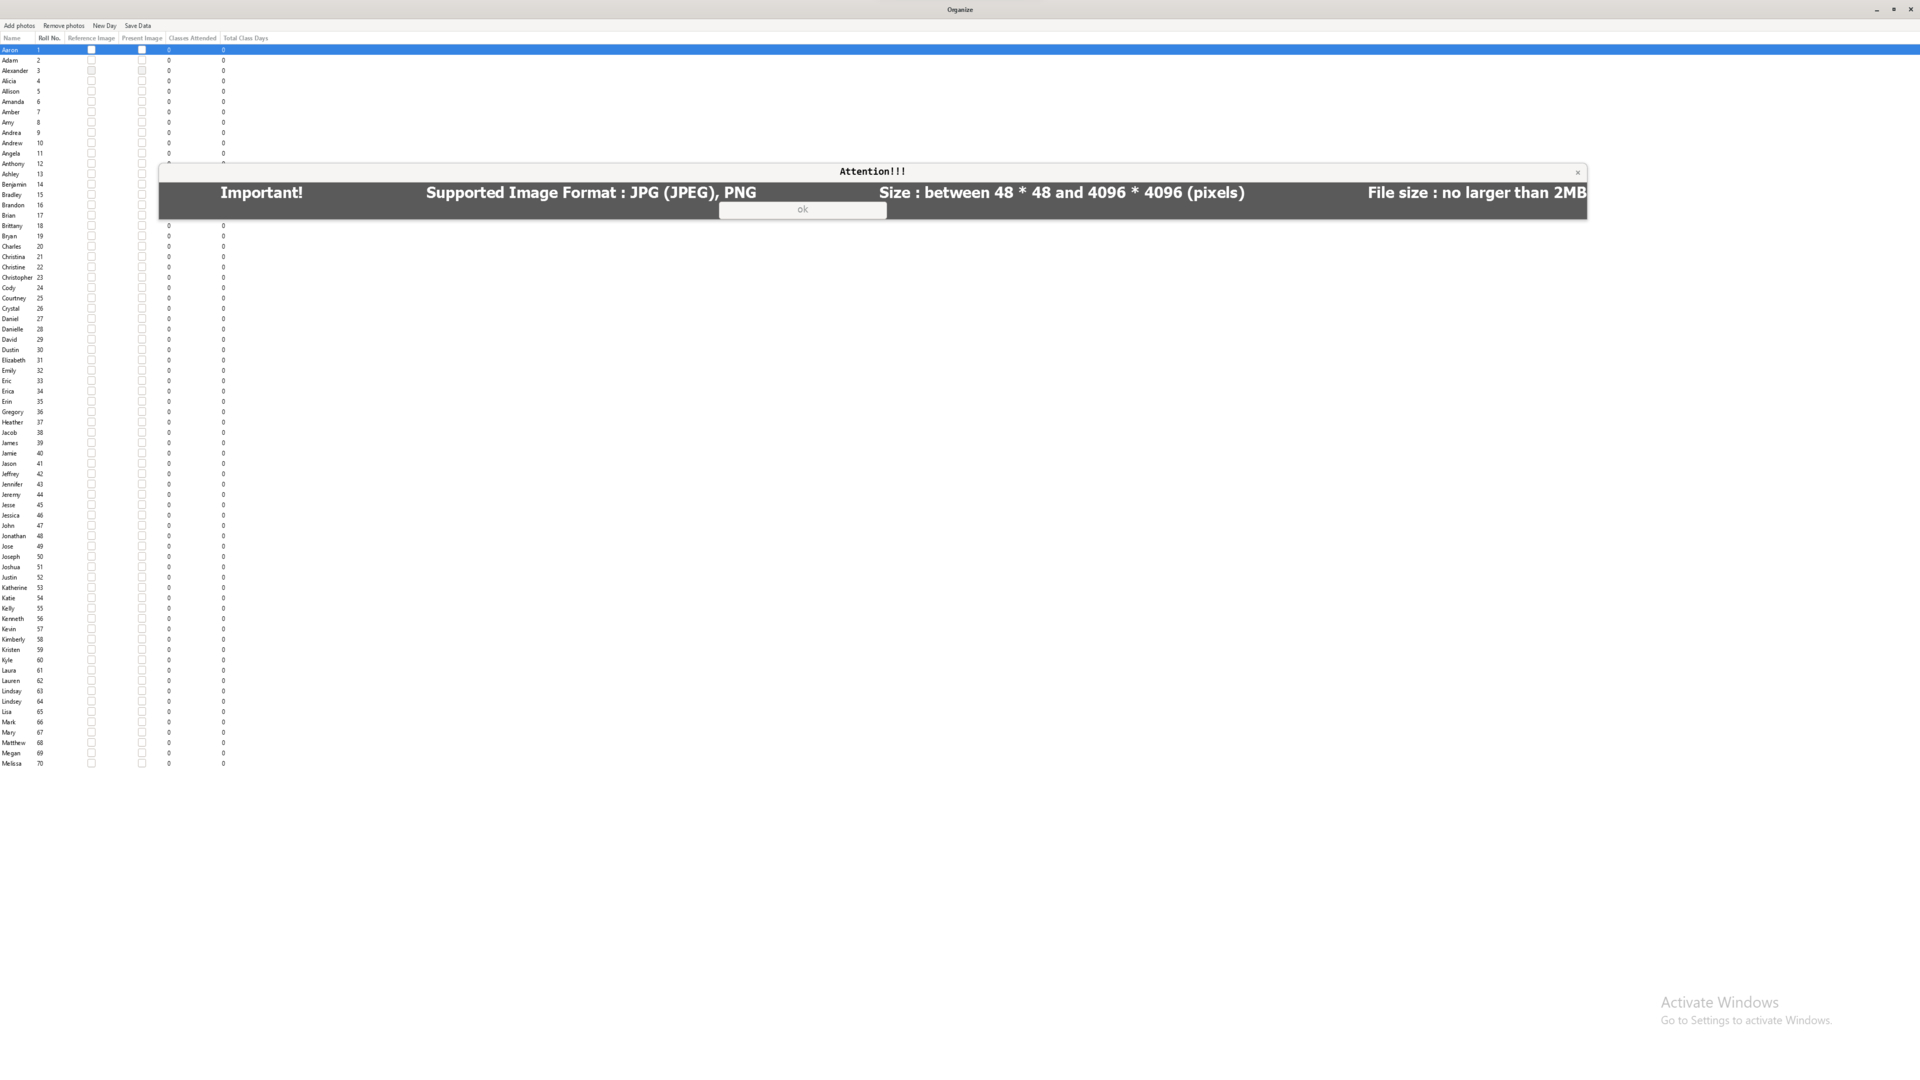 Organize
Add photos Remove photos New Day Save Data
Name Roll No. Reference Image Present Image Classes Attended Total Class Days
Aaron 1 0 0
Adam 2 0 0
Alexander 3 0 0
Alicia 4 0 0
Allison 5 0 0
Amanda 6 0 0
Amber 7 0 0
Amy 8 0 0
Andrea 9 0 0
Andrew 10 0 0
Angela 11 0 0
Anthony 12
Ashley 13
Benjamin 14
Bradley 15
Brandon 16
Brian 17
Attention!!!
Important! Supported Image Format : JPG (JPEG), PNG Size : between 48 * 48 and 4096 * 4096 (pixels) File size : no larger than 2MB
ok
Brittany 18 0 0
Bryan 19 0 0
Charles 20 0 0
Christina 21 0 0
Christine 22 0 0
Christopher 23 0 0
Cody 24 0 0
Courtney 25 0 0
Crystal 26 0 0
Daniel 27 0 0
Danielle 28 0 0
David 29 0 0
Dustin 30 0 0
Elizabeth 31 0 0
Emily 32 0 0
Eric 33 0 0
Erica 34 0 0
Erin 35 0 0
Gregory 36 0 0
Heather 37 0 0
Jacob 38 0 0
James 39 0 0
Jamie 40 0 0
Jason 41 0 0
Jeffrey 42 0 0
Jennifer 43 0 0
Jeremy 44 0 0
Jesse 45 0 0
Jessica 46 0 0
John 47 0 0
Jonathan 48 0 0
Jose 49 0 0
Joseph 50 0 0
Joshua 51 0 0
Justin 52 0 0
Katherine 53 0 0
Katie 54 0 0
Kelly 55 0 0
Kenneth 56 0 0
Kevin 57 0 0
Kimberly 58 0 0
Kristen 59 0 0
Kyle 60 0 0
Laura 61 0 0
Lauren 62 0 0
Lindsay 63 0 0
Lindsey 64 0 0
Lisa 65 0 0
Mark 66 0 0
Mary 67 0 0
Matthew 68 0 0
Megan 69 0 0
Melissa 70 0 0
Activate Windows
Go to Settings to activate Windows.